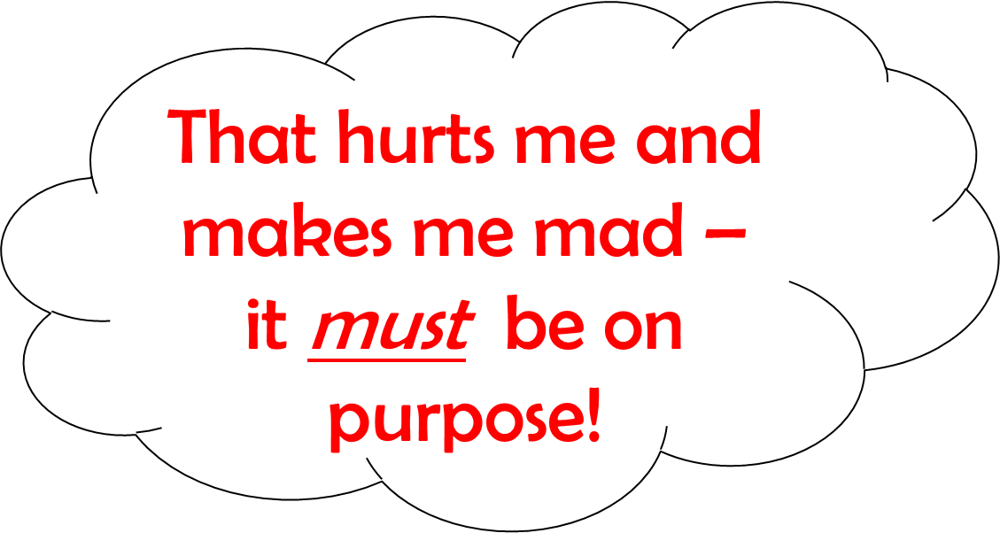 That hurts me and
makes me mad –
it must be on
purpose!